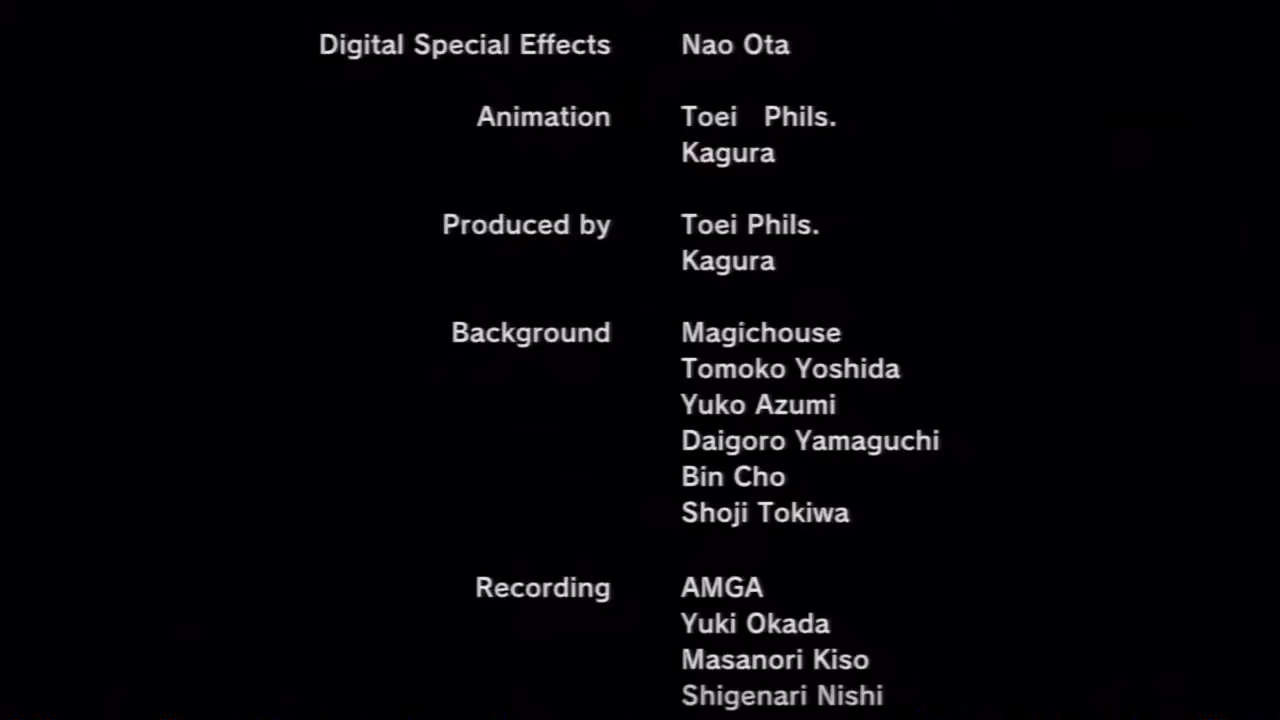 Digital Special Effects Nao Ota
Animation Toei Phils.
Kagura
Produced by Toei Phils.
Kagura
Background Magichouse
Tomoko Yoshida
Yuko Azumi
Daigoro Yamaguchi
Bin Cho
Shoji Tokiwa
Recording AMGA
Yuki Okada
Masanori Kiso
Shigenari Nishi